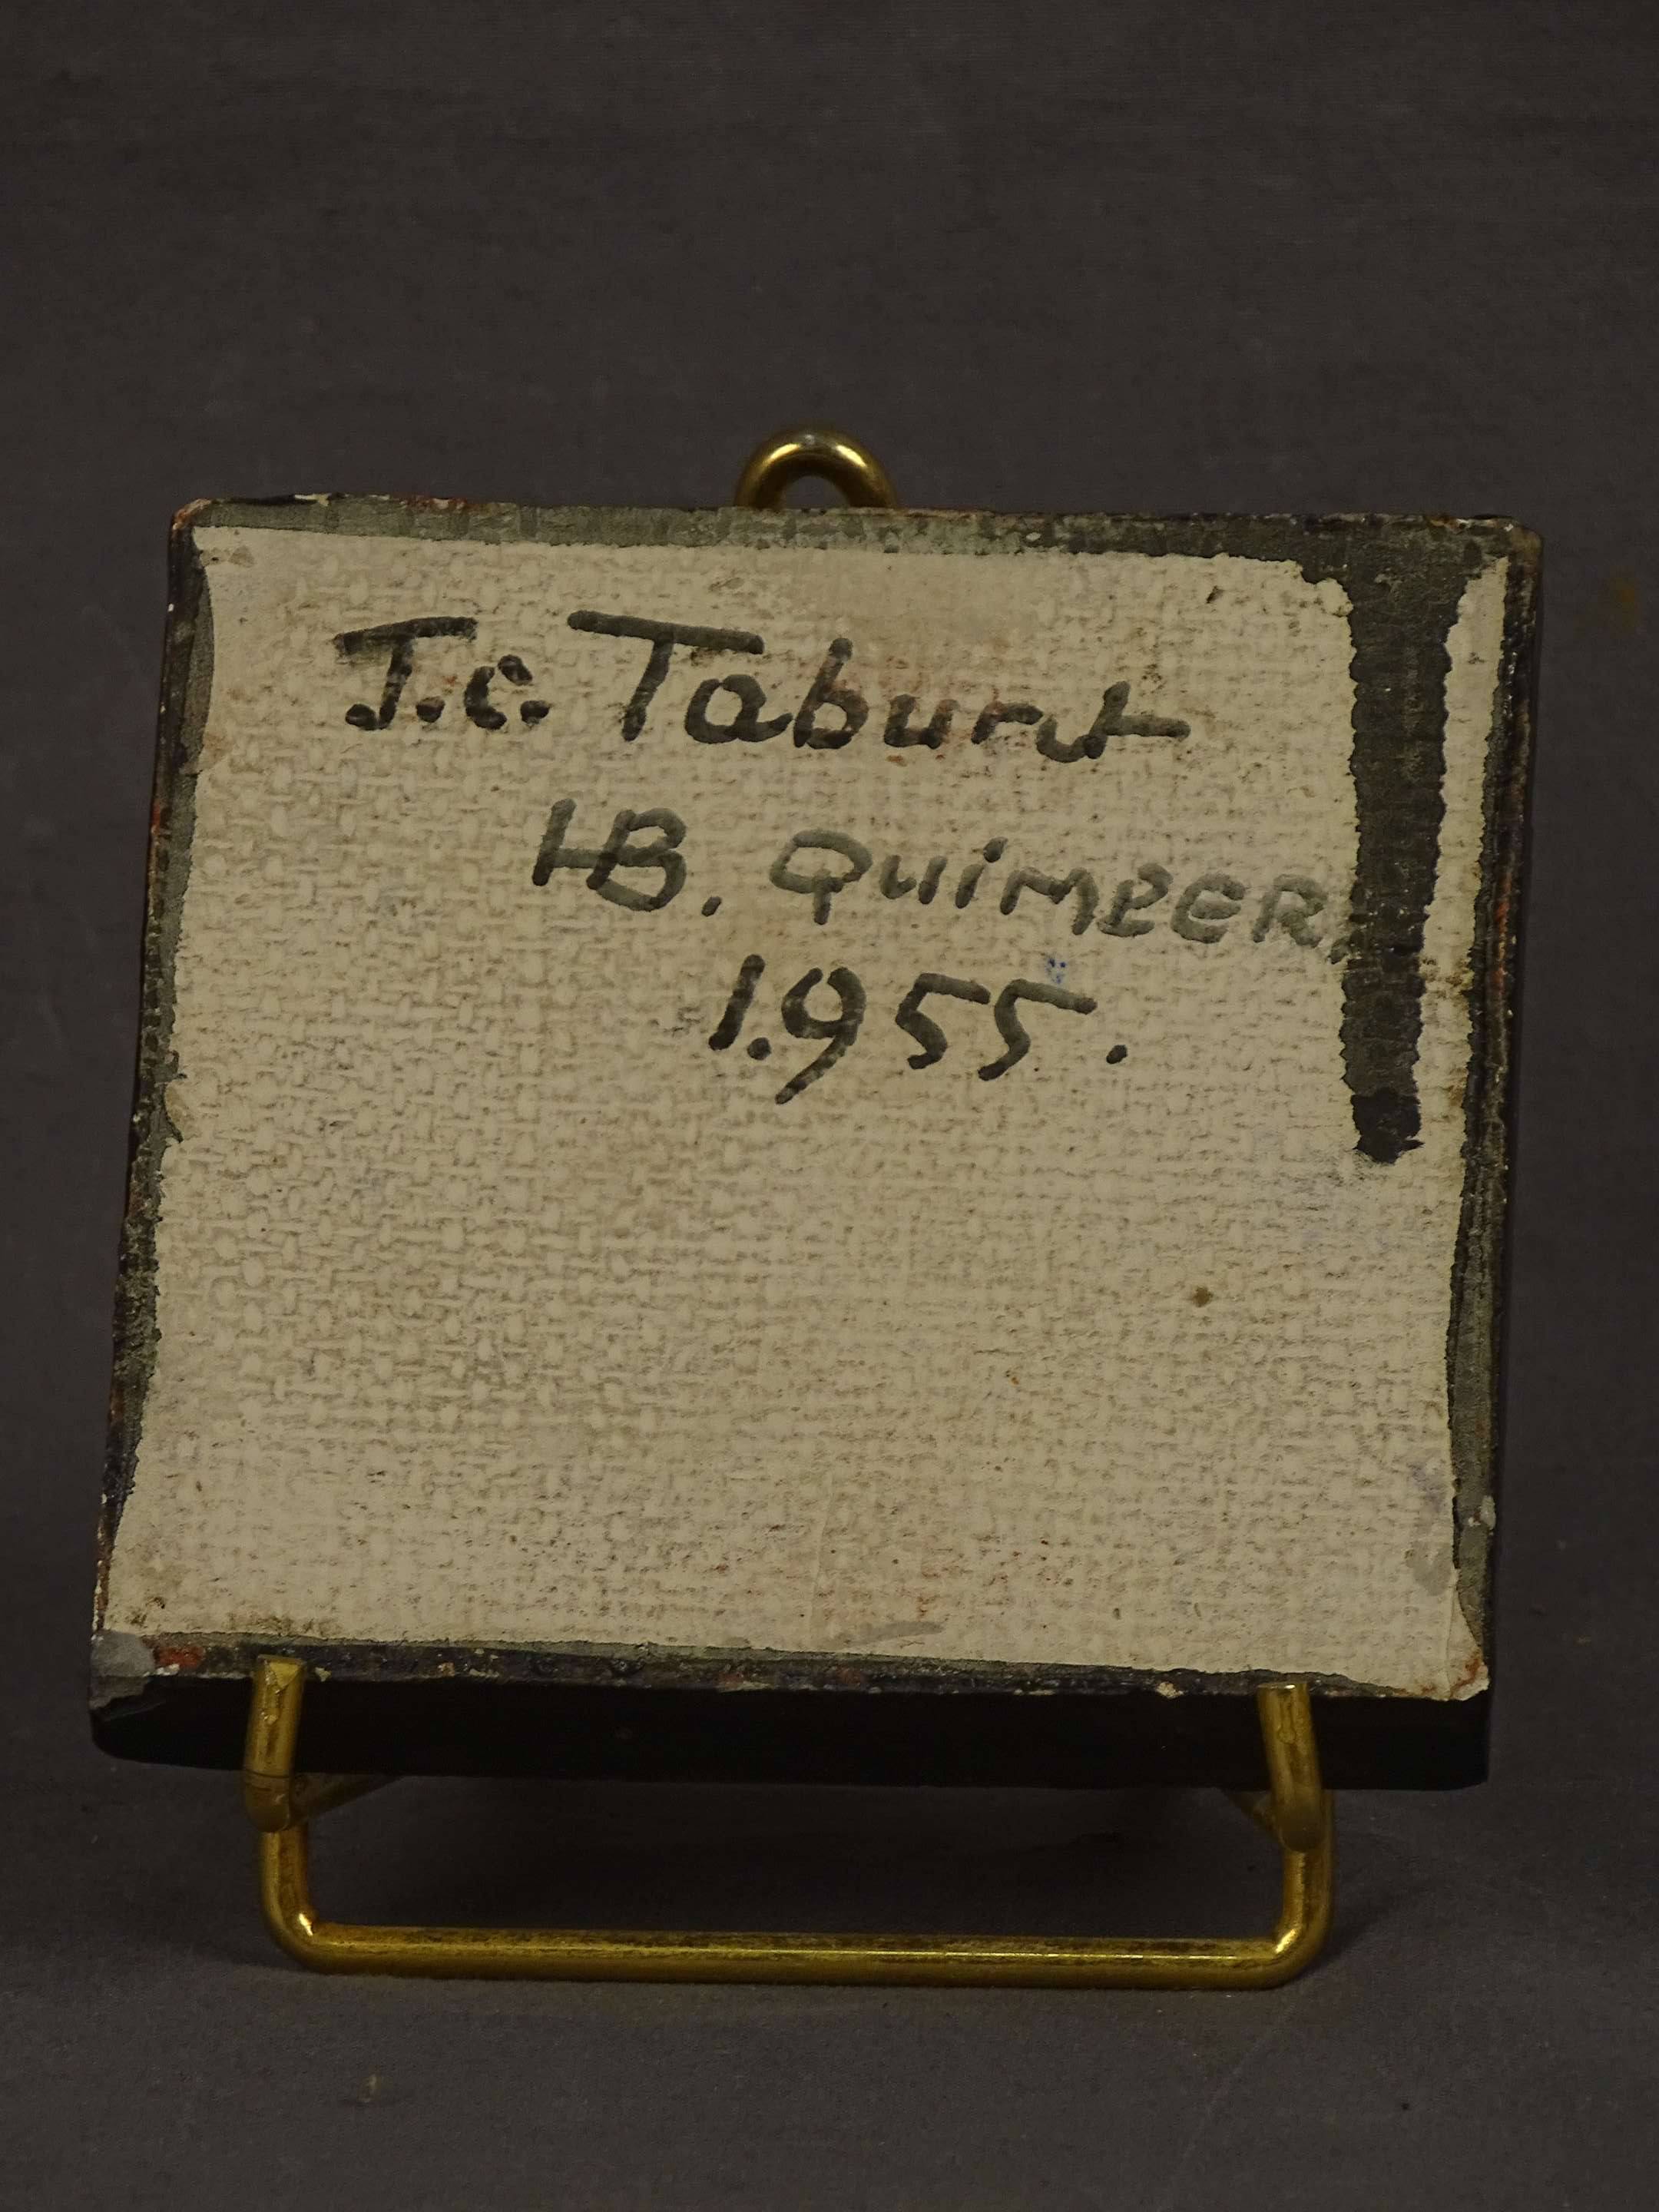 J.C. Taburet
HB. QUIMPER.
1.955.